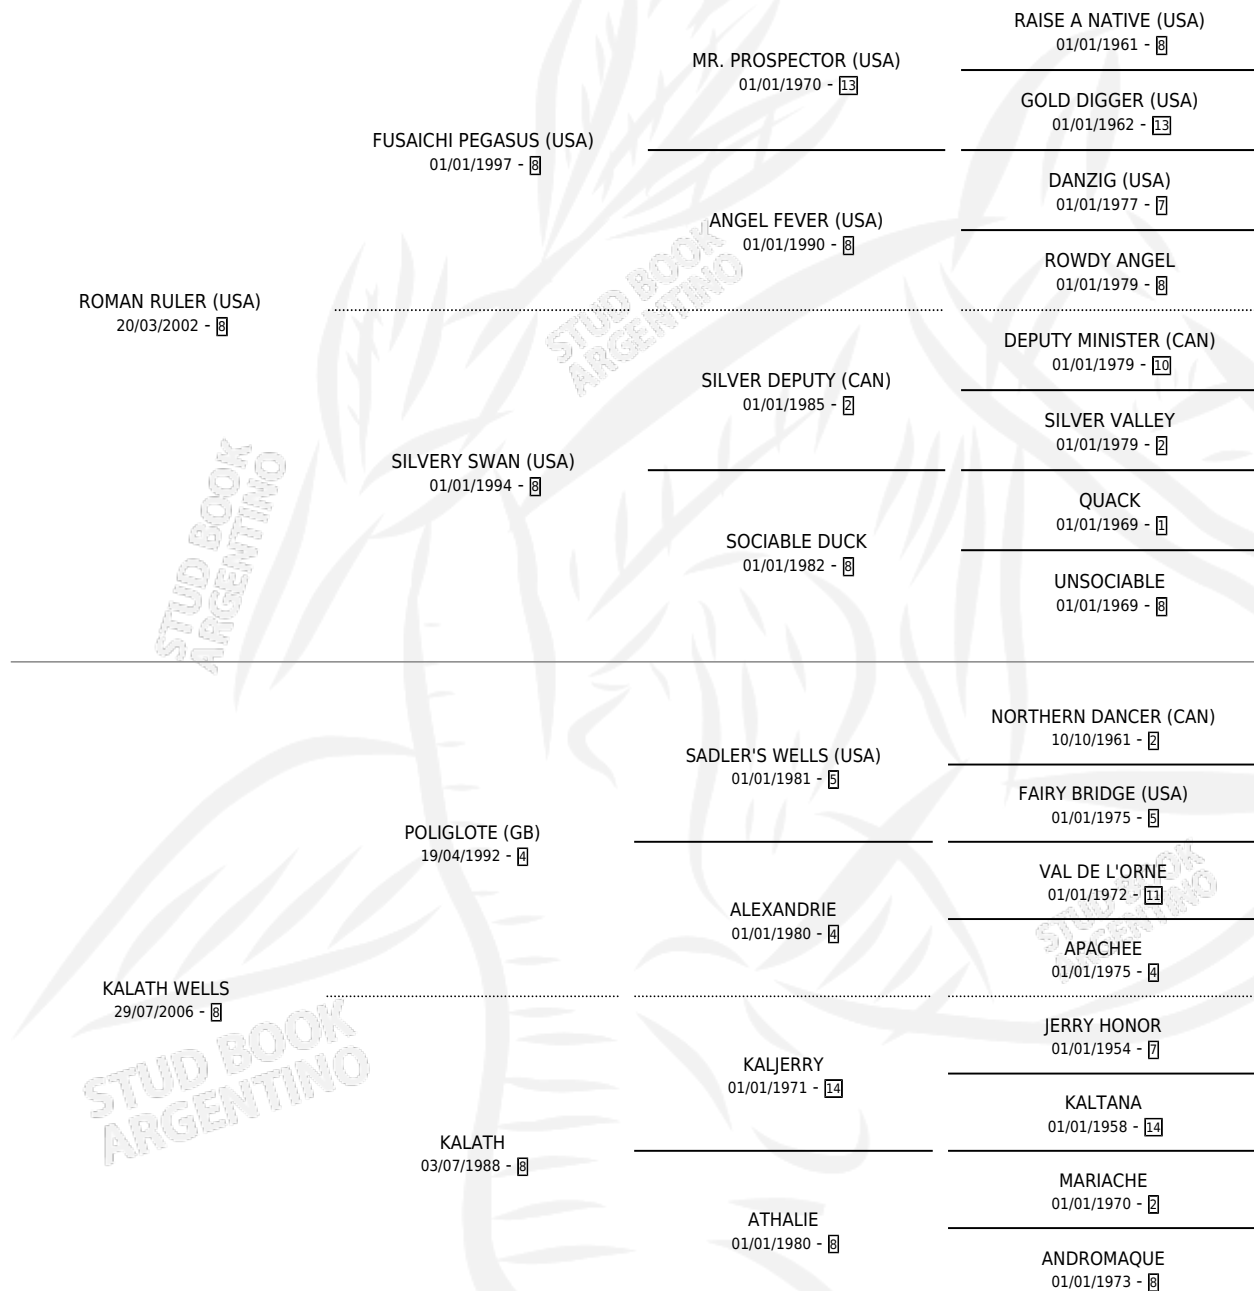 RAISE A NATIVE (USA)
01/01/1961 - 8
MR. PROSPECTOR (USA)
01/01/1970 - 13
GOLD DIGGER (USA)
01/01/1962 - 13
FUSAICHI PEGASUS (USA)
01/01/1997 - 8
DANZIG (USA)
01/01/1977 - 7
ANGEL FEVER (USA)
01/01/1990 - 8
ROWDY ANGEL
01/01/1979 - 8
ROMAN RULER (USA)
20/03/2002 - 8
DEPUTY MINISTER (CAN)
01/01/1979 - 10
SILVER DEPUTY (CAN)
01/01/1985 - 2
SILVER VALLEY
01/01/1979 - 2
SILVERY SWAN (USA)
01/01/1994 - 8
QUACK
01/01/1969 - 1
SOCIABLE DUCK
01/01/1982 - 8
UNSOCIABLE
01/01/1969 - 8
NORTHERN DANCER (CAN)
10/10/1961 - 2
SADLER'S WELLS (USA)
01/01/1981 - 5
FAIRY BRIDGE (USA)
01/01/1975 - 5
POLIGLOTE (GB)
19/04/1992 - 4
VAL DE L'ORNE
01/01/1972 - 11
ALEXANDRIE
01/01/1980 - 4
APACHEE
01/01/1975 - 4
KALATH WELLS
29/07/2006 - 8
JERRY HONOR
01/01/1954 - 7
KALJERRY
01/01/1971 - 14
KALTANA
01/01/1958 - 14
KALATH
03/07/1988 - 8
MARIACHE
01/01/1970 - 2
ATHALIE
01/01/1980 - 8
ANDROMAQUE
01/01/1973 - 8
STUD BOOK
ARGENTINO
STUD BOOK
ARGENTINO
STUD BOOK
ARGENTINO
STUD BOOK
ARGENTINO